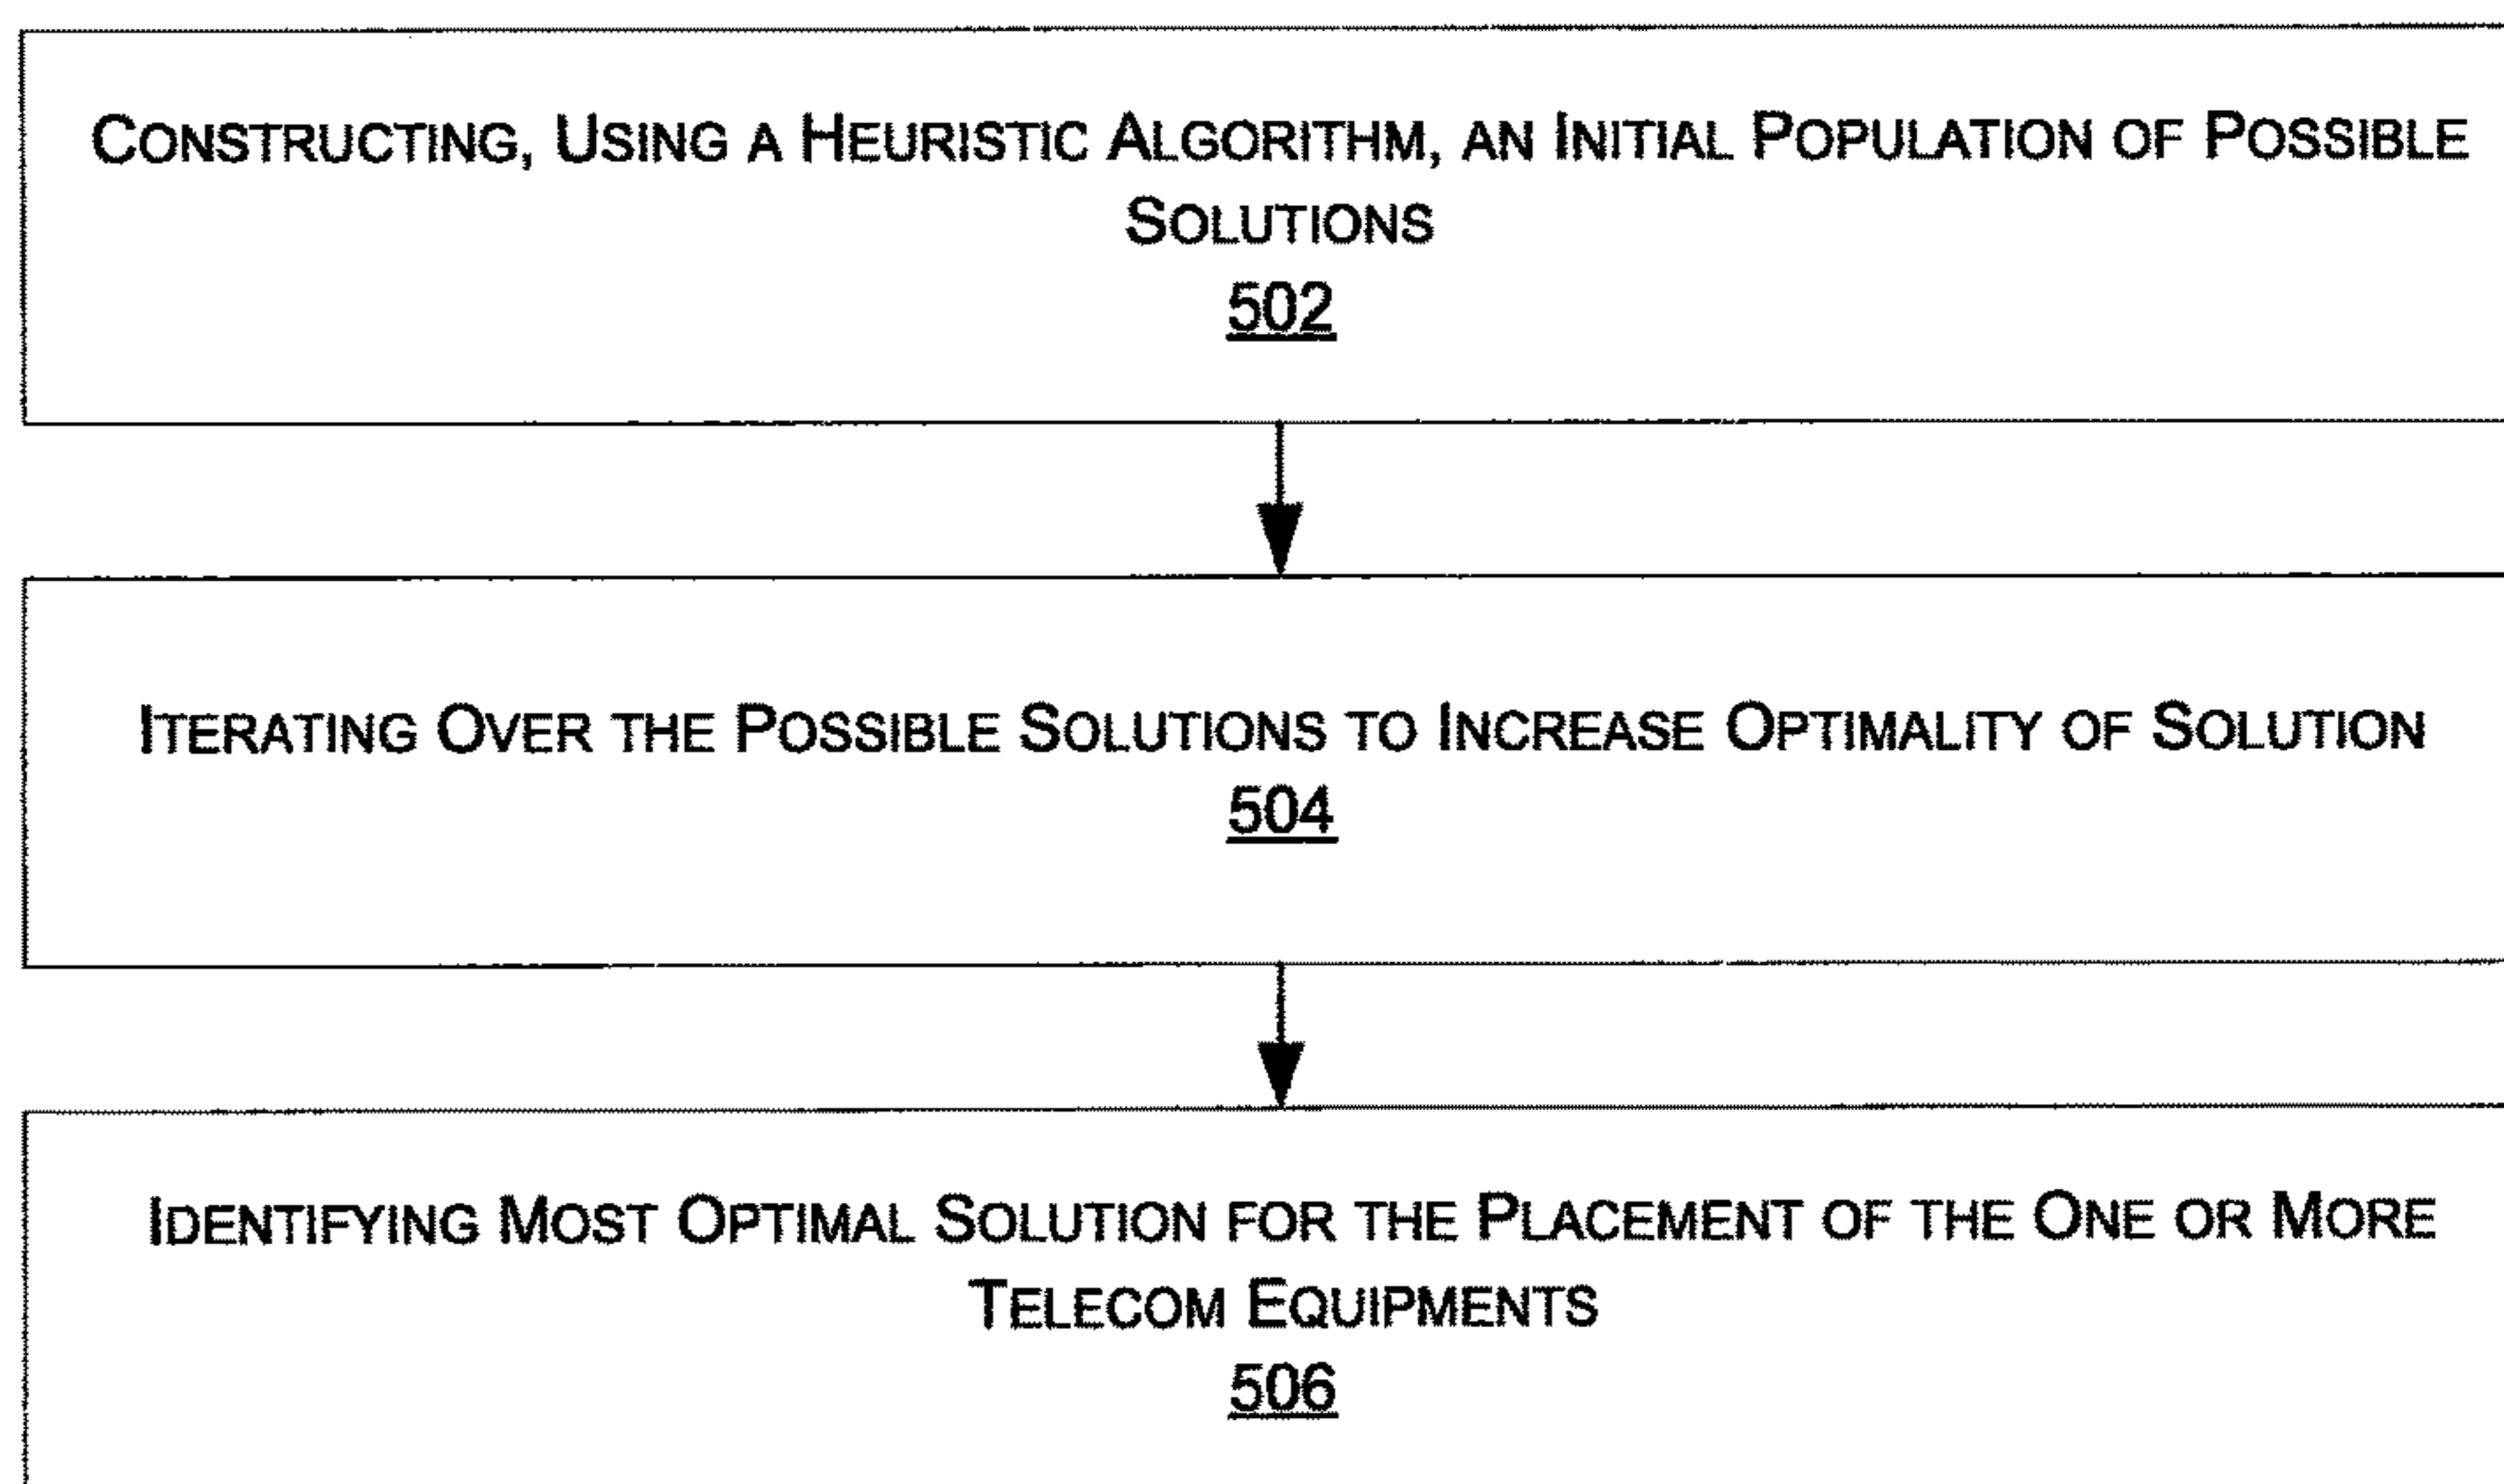 CONSTRUCTING, USING A HEURISTIC ALGORITHM, AN INITIAL POPULATION OF POSSIBLE
SOLUTIONS
502
ITERATING OVER THE POSSIBLE SOLUTIONS TO INCREASE OPTIMALITY OF SOLUTION
504
IDENTIFYING MOST OPTIMAL SOLUTION FOR THE PLACEMENT OF THE ONE OR MORE
TELECOM EQUIPMENTS
506